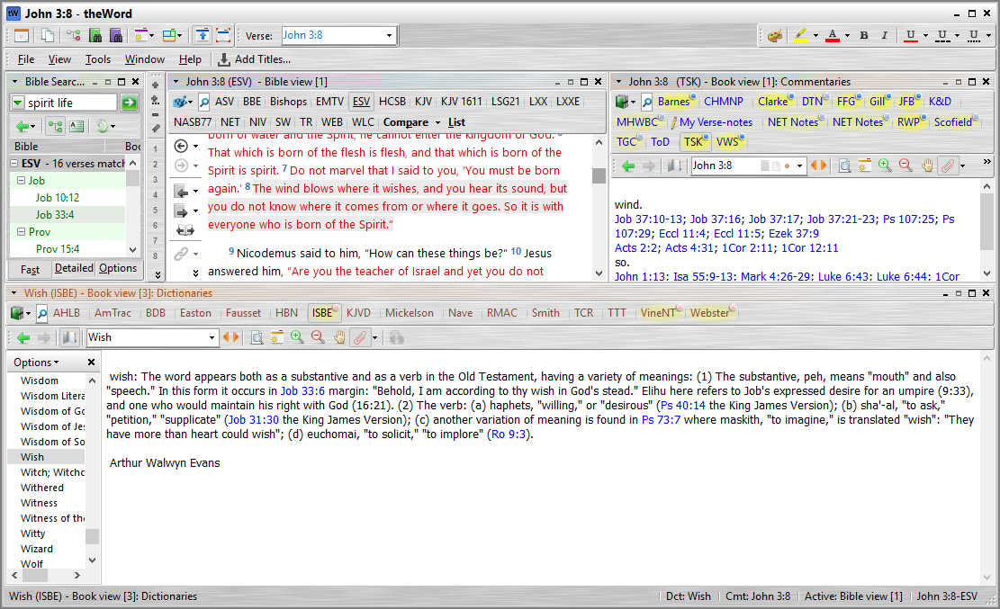 John 3:8 - theWord
Verse: John 3:8
File View Tools Window Help Add Titles...
Bible Searc...
spirit life
Bible Boo
ESV - 16 verses match
Job
Job 10:12
Job 33:4
Prov
Prov 15:4
Fast Detailed Options
1
2
3
4
5
6
7
8
John 3:8 (ESV) - Bible view [1]
ASV BBE Bishops EMTV ESV HCSB KJV KJV 1611 LSG21 LXX LXXE
NASB77 NET NIV SW TR WEB WLC Compare List
born of water and the Spirit, he cannot enter the kingdom of God. 6
That which is born of the flesh is flesh, and that which is born of the
Spirit is spirit. 7 Do not marvel that I said to you, ‘You must be born
again.’ 8 The wind blows where it wishes, and you hear its sound, but
you do not know where it comes from or where it goes. So it is with
everyone who is born of the Spirit.”
9 Nicodemus said to him, “How can these things be?” 10 Jesus
answered him, “Are you the teacher of Israel and yet you do not
John 3:8 (TSK) - Book view [1]: Commentaries
Barnes CHMNP Clarke DTN FFG Gill JFB K&D
MHWBC My Verse-notes NET Notes NET Notes RWP Scofield
TGC ToD TSK VWS
John 3:8
wind.
Job 37:10-13; Job 37:16; Job 37:17; Job 37:21-23; Ps 107:25; Ps
107:29; Eccl 11:4; Eccl 11:5; Ezek 37:9
Acts 2:2; Acts 4:31; 1Cor 2:11; 1Cor 12:11
so.
John 1:13; Isa 55:9-13; Mark 4:26-29; Luke 6:43; Luke 6:44; 1Cor
Wish (ISBE) - Book view [3]: Dictionaries
AHLB AmTrac BDB Easton Fausset HBN ISBE KJVD Mickelson Nave RMAC Smith TCR TTT VineNT Webster
Wish
Options
Wisdom
Wisdom Litera
Wisdom of Go
Wisdom of Jes
Wisdom of So
Wish
Witch; Witchc
Withered
Witness
Witness of the
Witty
Wizard
Wolf
wish: The word appears both as a substantive and as a verb in the Old Testament, having a variety of meanings: (1) The substantive, peh, means "mouth" and also
"speech." In this form it occurs in Job 33:6 margin: "Behold, I am according to thy wish in God's stead." Elihu here refers to Job's expressed desire for an umpire (9:33),
and one who would maintain his right with God (16:21). (2) The verb: (a) haphets, "willing," or "desirous" (Ps 40:14 the King James Version); (b) sha'-al, "to ask,"
"petition," "supplicate" (Job 31:30 the King James Version); (c) another variation of meaning is found in Ps 73:7 where maskith, "to imagine," is translated "wish": "They
have more than heart could wish"; (d) euchomai, "to solicit," "to implore" (Ro 9:3).
Arthur Walwyn Evans
Wish (ISBE) - Book view [3]: Dictionaries
Dct: Wish Cmt: John 3:8 Active: Bible view [1] John 3:8-ESV